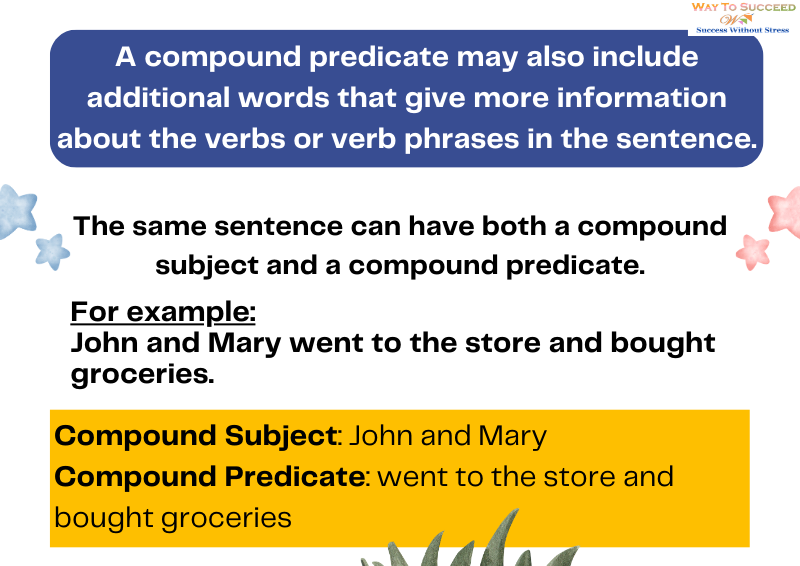 WAY TO SUCCEED
Success Without Stress
A compound predicate may also include
additional words that give more information
about the verbs or verb phrases in the sentence.
The same sentence can have both a compound
subject and a compound predicate.
For example:
John and Mary went to the store and bought
groceries.
Compound Subject: John and Mary
Compound Predicate: went to the store and
bought groceries